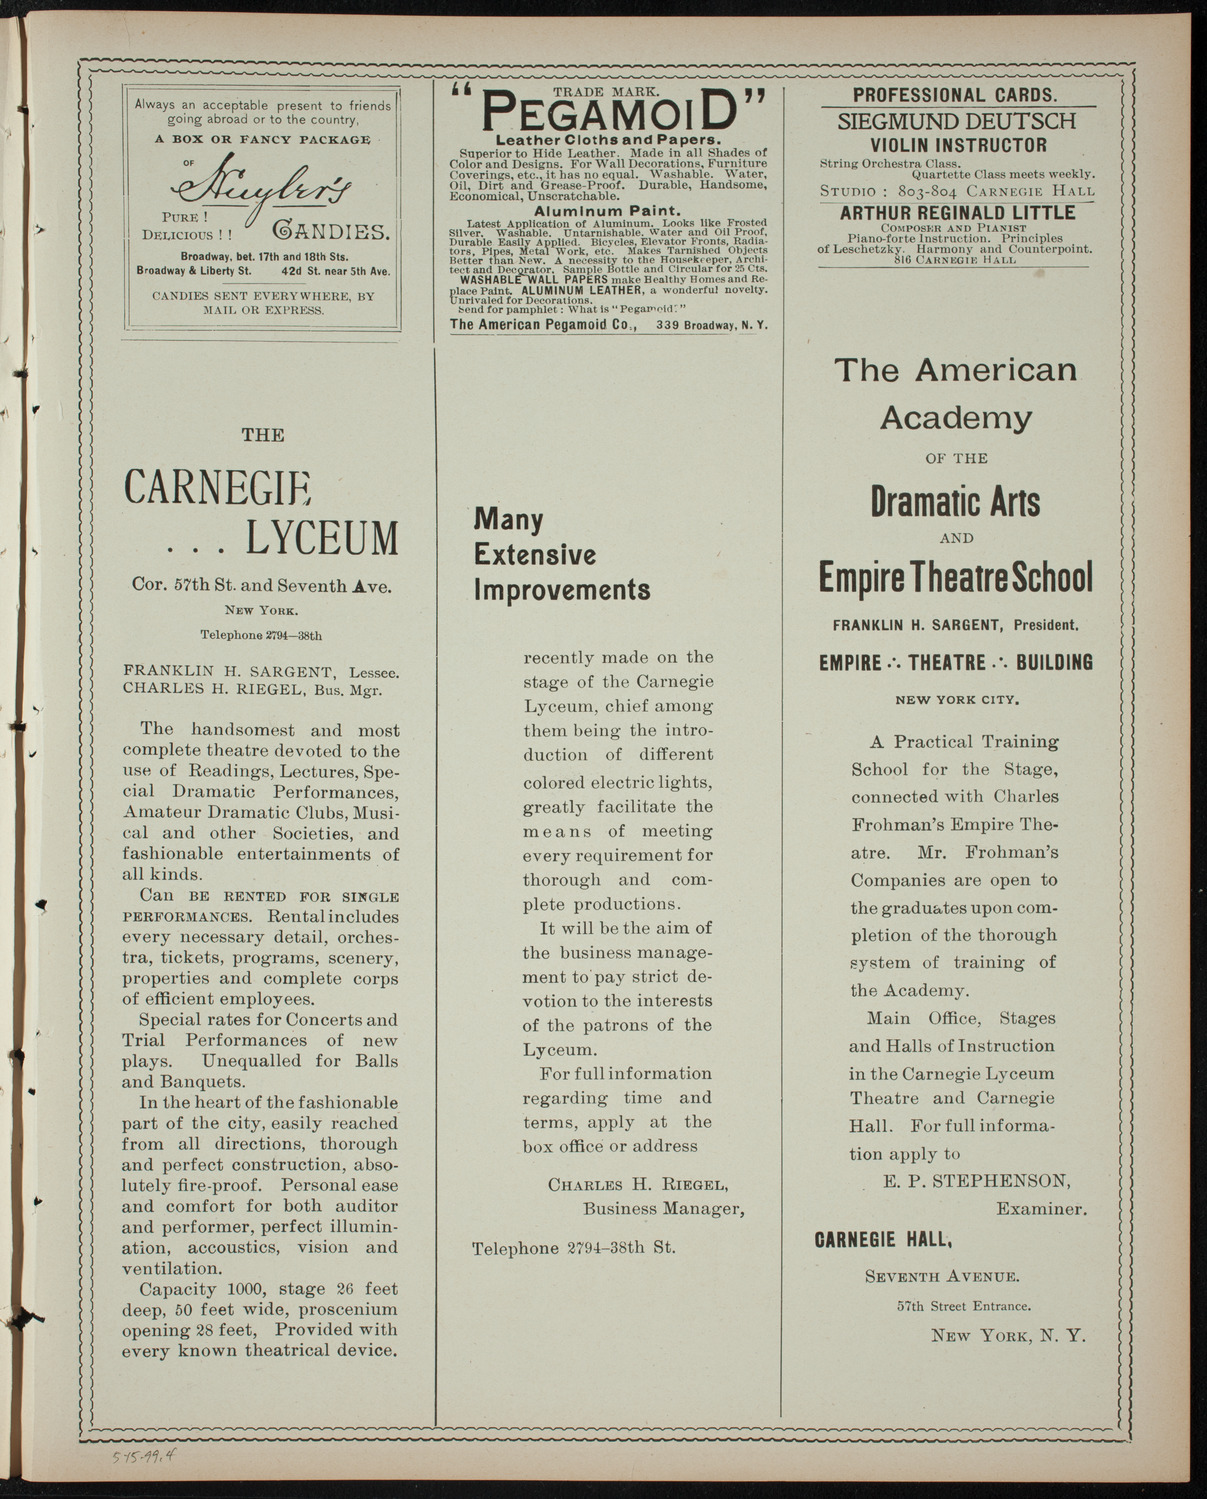 Always an acceptable present to friends
going abroad or to the country,
A BOX OR FANCY PACKAGE
OF
Huyler's
PURE !
DELICIOUS ! !
CANDIES.
Broadway, bet. 17th and 18th Sts.
Broadway & Liberty St. 42d St. near 5th Ave.
CANDIES SENT EVERYWHERE, BY
MAIL OR EXPRESS.
THE
CARNEGIE
... LYCEUM
Cor. 57th St. and Seventh Ave.
NEW YORK.
Telephone 2794—38th
FRANKLIN H. SARGENT, Lessee.
CHARLES H. RIEGEL, Bus. Mgr.
The handsomest and most
complete theatre devoted to the
use of Readings, Lectures, Spe-
cial Dramatic Performances,
Amateur Dramatic Clubs, Musi-
cal and other Societies, and
fashionable entertainments of
all kinds.
Can BE RENTED FOR SINGLE
PERFORMANCES. Rental includes
every necessary detail, orches-
tra, tickets, programs, scenery,
properties and complete corps
of efficient employees.
Special rates for Concerts and
Trial Performances of new
plays. Unequalled for Balls
and Banquets.
In the heart of the fashionable
part of the city, easily reached
from all directions, thorough
and perfect construction, abso-
lutely fire-proof. Personal ease
and comfort for both auditor
and performer, perfect illumin-
ation, accoustics, vision and
ventilation.
Capacity 1000, stage 26 feet
deep, 50 feet wide, proscenium
opening 28 feet, Provided with
every known theatrical device.
TRADE MARK.
"PEGAMOID"
Leather Cloths and Papers.
Superior to Hide Leather. Made in all Shades of
Color and Designs. For Wall Decorations, Furniture
Coverings, etc., it has no equal. Washable. Water,
Oil, Dirt and Grease-Proof. Durable, Handsome,
Economical, Unscratchable.
Aluminum Paint.
Latest Application of Aluminum. Looks like Frosted
Silver. Washable. Untarnishable. Water and Oil Proof,
Durable Easily Applied. Bicycles, Elevator Fronts, Radia-
tors, Pipes, Metal Work, etc. Makes Tarnished Objects
Better than New. A necessity to the Housekeeper, Archi-
tect and Decorator. Sample Bottle and Circular for 25 Cts.
WASHABLE WALL PAPERS make Healthy Homes and Re-
place Paint. ALUMINUM LEATHER, a wonderful novelty.
Unrivaled for Decorations.
Send for pamphlet : What is "Pegamoid?"
The American Pegamoid Co., 339 Broadway, N. Y.
Many
Extensive
Improvements
recently made on the
stage of the Carnegie
Lyceum, chief among
them being the intro-
duction of different
colored electric lights,
greatly facilitate the
means of meeting
every requirement for
thorough and com-
plete productions.
It will be the aim of
the business manage-
ment to pay strict de-
votion to the interests
of the patrons of the
Lyceum.
For full information
regarding time and
terms, apply at the
box office or address
CHARLES H. RIEGEL,
Business Manager,
Telephone 2794–38th St.
PROFESSIONAL CARDS.
SIEGMUND DEUTSCH
VIOLIN INSTRUCTOR
String Orchestra Class.
Quartette Class meets weekly.
STUDIO : 803-804 CARNEGIE HALL
ARTHUR REGINALD LITTLE
COMPOSER AND PIANIST
Piano-forte Instruction. Principles
of Leschetzky. Harmony and Counterpoint.
816 CARNEGIE HALL
The American
Academy
OF THE
Dramatic Arts
AND
Empire Theatre School
FRANKLIN H. SARGENT, President.
EMPIRE ∴ THEATRE ∴ BUILDING
NEW YORK CITY.
A Practical Training
School for the Stage,
connected with Charles
Frohman's Empire The-
atre. Mr. Frohman's
Companies are open to
the graduates upon com-
pletion of the thorough
system of training of
the Academy.
Main Office, Stages
and Halls of Instruction
in the Carnegie Lyceum
Theatre and Carnegie
Hall. For full informa-
tion apply to
E. P. STEPHENSON,
Examiner.
CARNEGIE HALL,
SEVENTH AVENUE.
57th Street Entrance.
NEW YORK, N. Y.
5-15-99.4